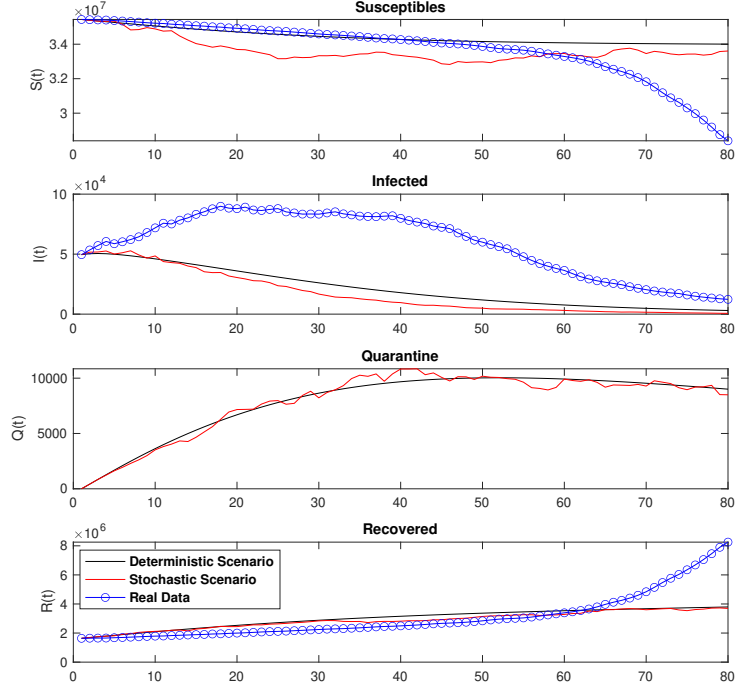 Susceptibles
×10^7
3.4
3.2
3
S(t)
0 10 20 30 40 50 60 70 80
Infected
×10^4
10
5
0
I(t)
0 10 20 30 40 50 60 70 80
Quarantine
10000
5000
0
Q(t)
0 10 20 30 40 50 60 70 80
Recovered
×10^6
8
6
4
2
0
R(t)
Deterministic Scenario
Stochastic Scenario
Real Data
0 10 20 30 40 50 60 70 80